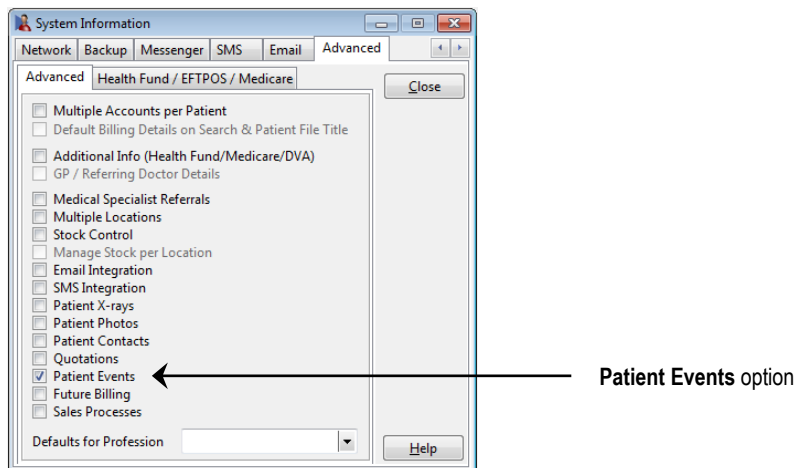 System Information
Network Backup Messenger SMS Email Advanced
Advanced Health Fund / EFTPOS / Medicare
Close
Multiple Accounts per Patient
Default Billing Details on Search & Patient File Title
Additional Info (Health Fund/Medicare/DVA)
GP / Referring Doctor Details
Medical Specialist Referrals
Multiple Locations
Stock Control
Manage Stock per Location
Email Integration
SMS Integration
Patient X-rays
Patient Photos
Patient Contacts
Quotations
Patient Events
Patient Events option
Future Billing
Sales Processes
Defaults for Profession
Help